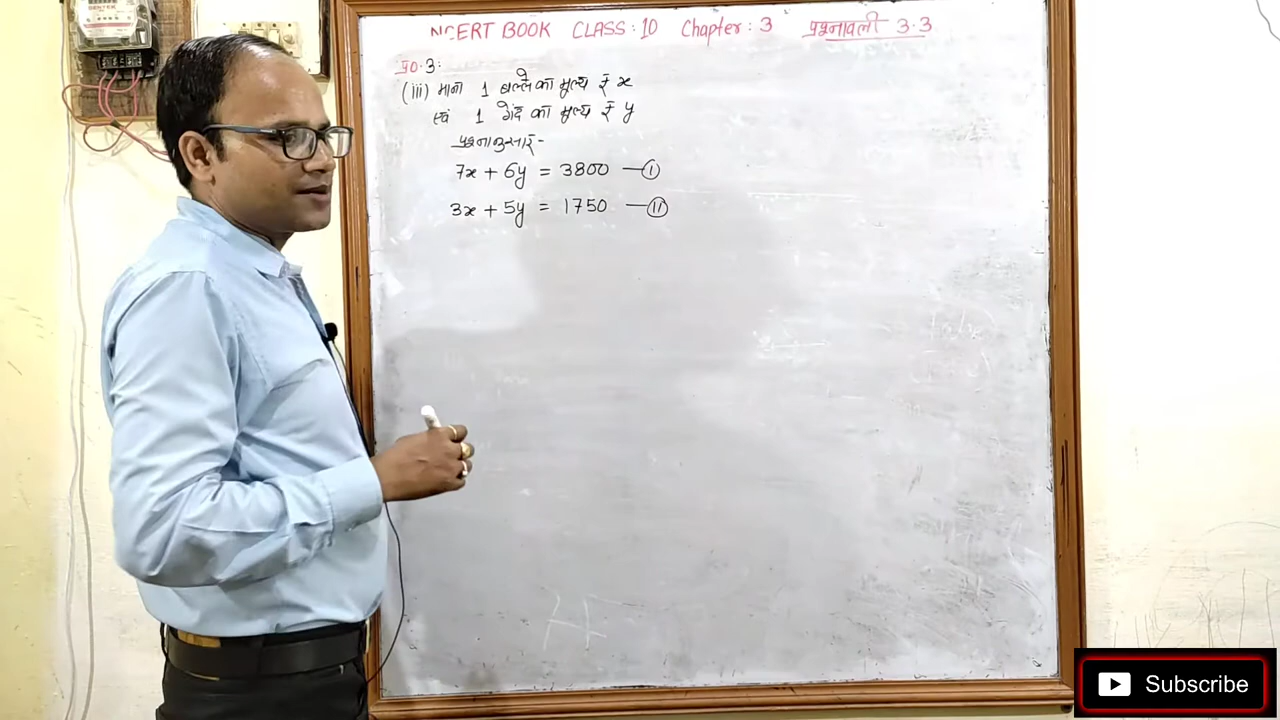 NCERT BOOK CLASS : 10 Chapter : 3 प्रश्नावली 3.3
प्र0.3:
(iii) माना 1 बल्ले का मूल्य ₹ x
एवं 1 गेंद का मूल्य ₹ y
प्रश्नानुसार-
7x + 6y = 3800 —(I)
3x + 5y = 1750 —(II)
Subscribe